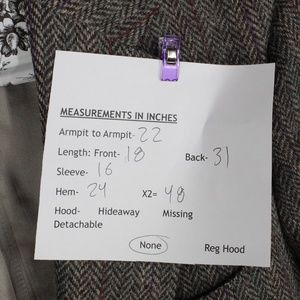 MEASUREMENTS IN INCHES
Armpit to Armpit- 22
Length: Front- 18 Back- 31
Sleeve- 16
Hem- 24 X2= 48
Hood- Hideaway Missing
Detachable
None Reg Hood